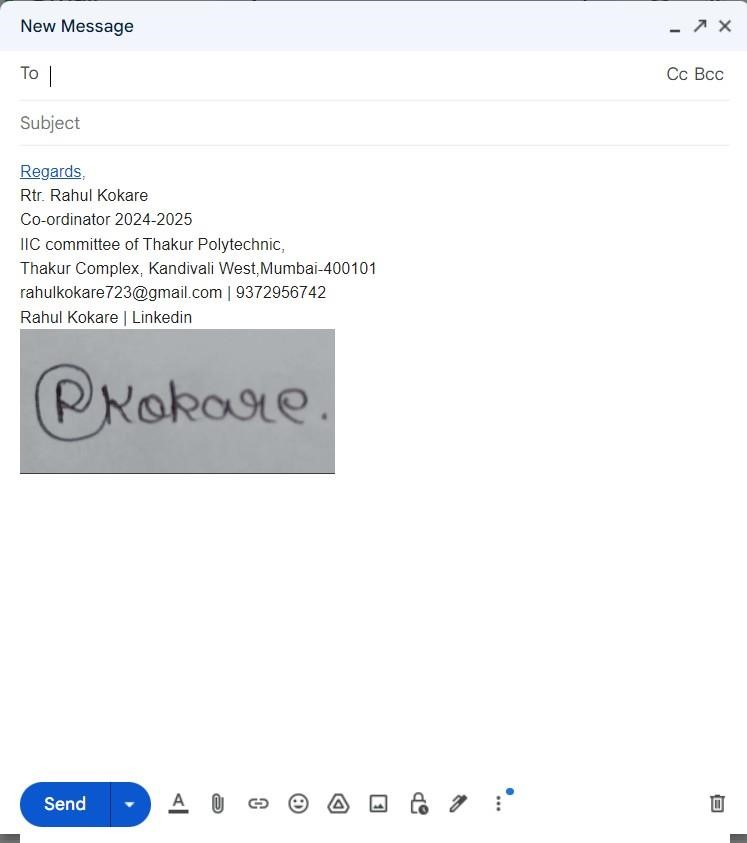 New Message
To
Cc Bcc
Subject
Regards,
Rtr. Rahul Kokare
Co-ordinator 2024-2025
IIC committee of Thakur Polytechnic,
Thakur Complex, Kandivali West,Mumbai-400101
rahulkokare723@gmail.com | 9372956742
Rahul Kokare | Linkedin
RKokare.
Send
A